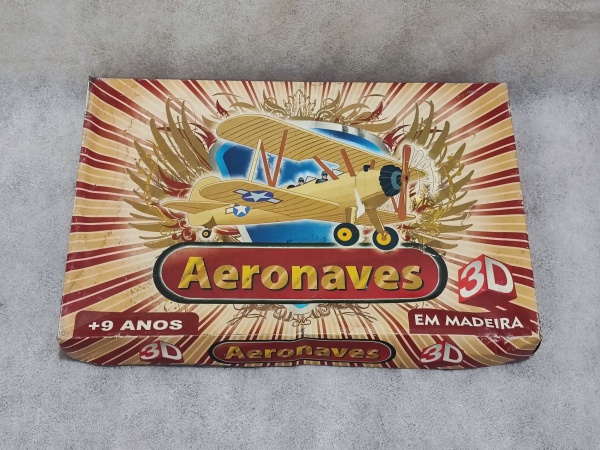 Aeronaves
3D
+9 ANOS
EM MADEIRA
3D
Aeronaves
3D